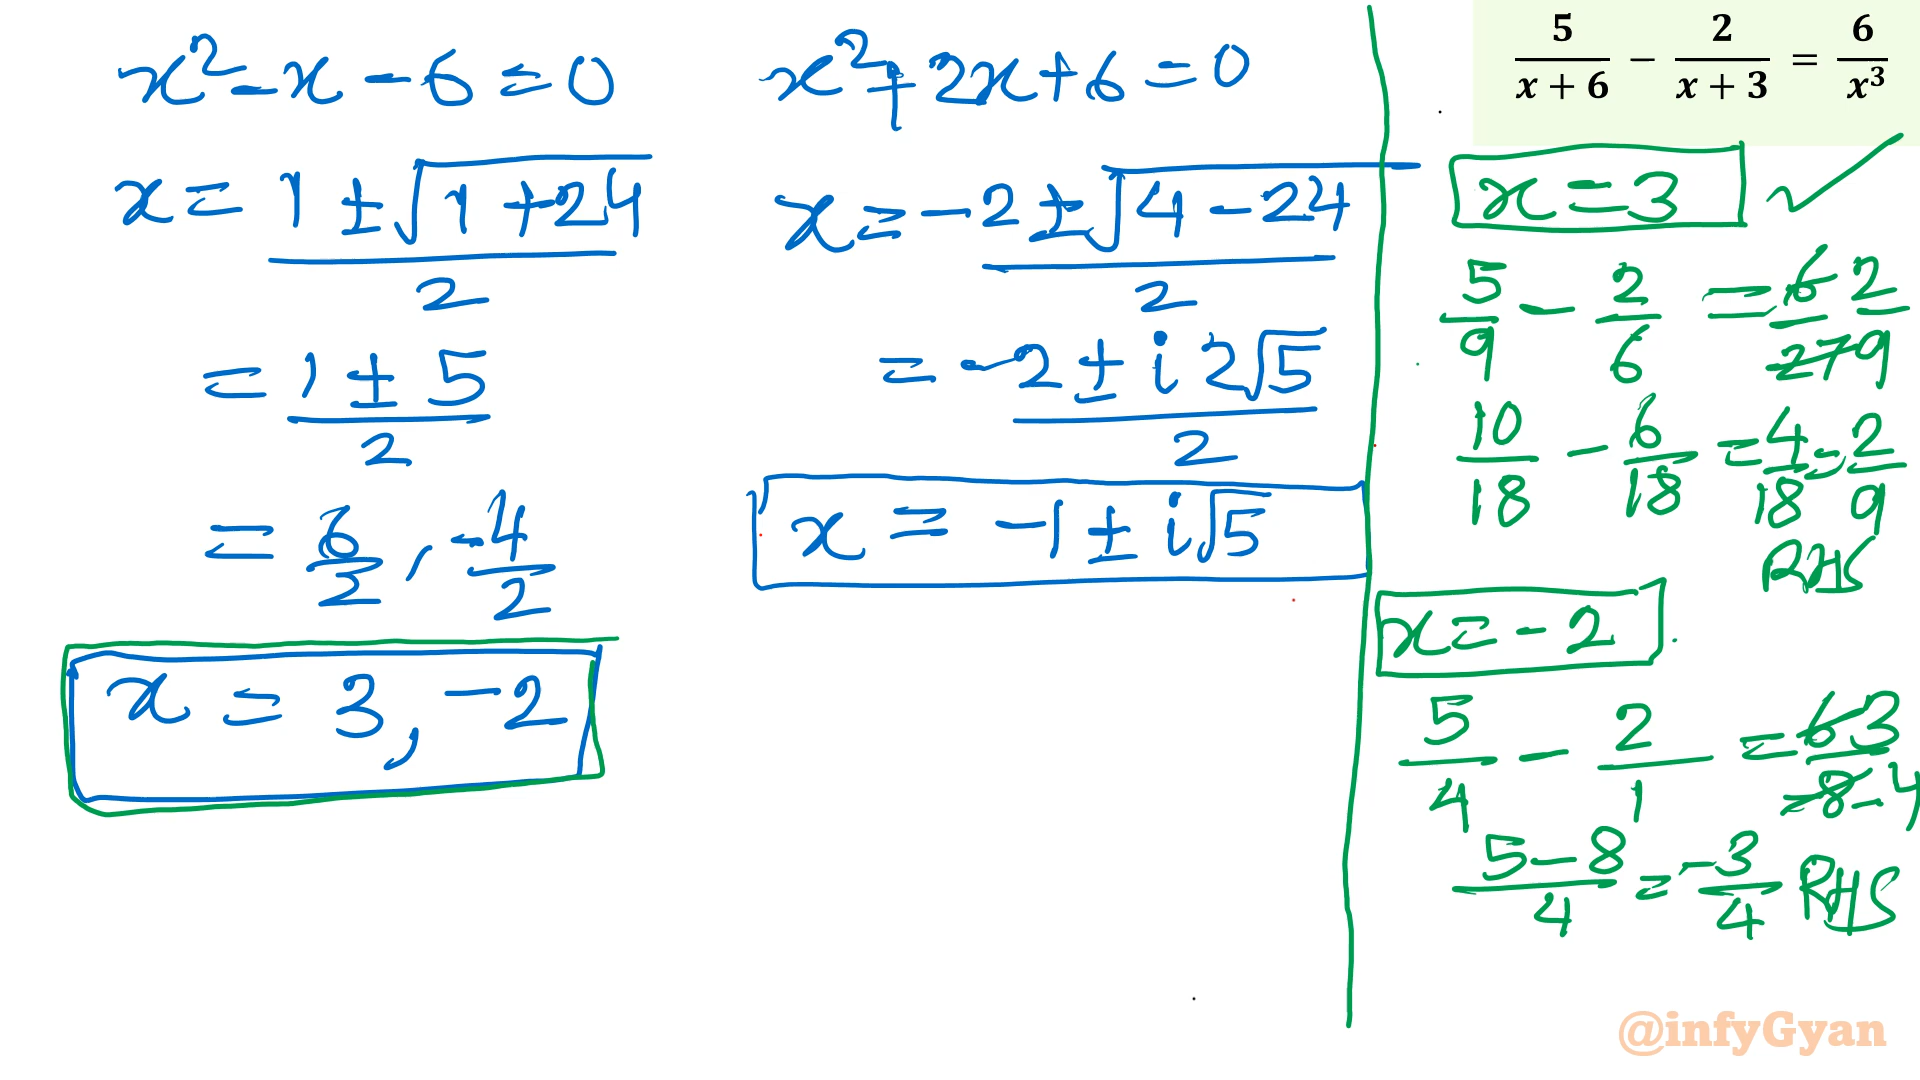 x² - x - 6 = 0
x = (1 ± √(1 + 24))/2
= (1 ± 5)/2
= 6/2, -4/2
x = 3, -2
x² + 2x + 6 = 0
x = (-2 ± √(4 - 24))/2
= (-2 ± i 2√5)/2
x = -1 ± i√5
5/(x + 6) - 2/(x + 3) = 6/x³
x = 3 ✓
5/9 - 2/6 = 6/27 2/9
10/18 - 6/18 = 4/18 = 2/9
RHS
x = -2
5/4 - 2/1 = 6/-8 3/-4
(5 - 8)/4 = -3/4 RHS
@infyGyan